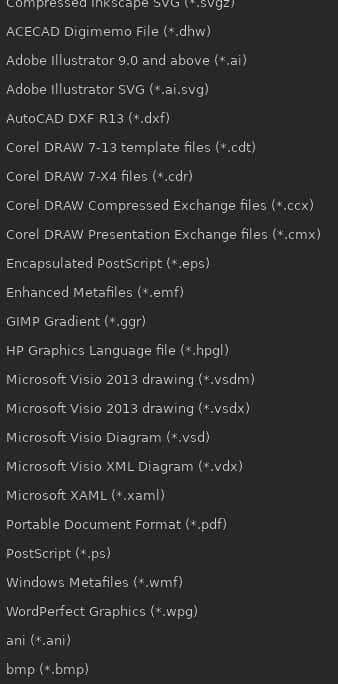 Compressed Inkscape SVG (*.svgz)
ACECAD Digimemo File (*.dhw)
Adobe Illustrator 9.0 and above (*.ai)
Adobe Illustrator SVG (*.ai.svg)
AutoCAD DXF R13 (*.dxf)
Corel DRAW 7-13 template files (*.cdt)
Corel DRAW 7-X4 files (*.cdr)
Corel DRAW Compressed Exchange files (*.ccx)
Corel DRAW Presentation Exchange files (*.cmx)
Encapsulated PostScript (*.eps)
Enhanced Metafiles (*.emf)
GIMP Gradient (*.ggr)
HP Graphics Language file (*.hpgl)
Microsoft Visio 2013 drawing (*.vsdm)
Microsoft Visio 2013 drawing (*.vsdx)
Microsoft Visio Diagram (*.vsd)
Microsoft Visio XML Diagram (*.vdx)
Microsoft XAML (*.xaml)
Portable Document Format (*.pdf)
PostScript (*.ps)
Windows Metafiles (*.wmf)
WordPerfect Graphics (*.wpg)
ani (*.ani)
bmp (*.bmp)